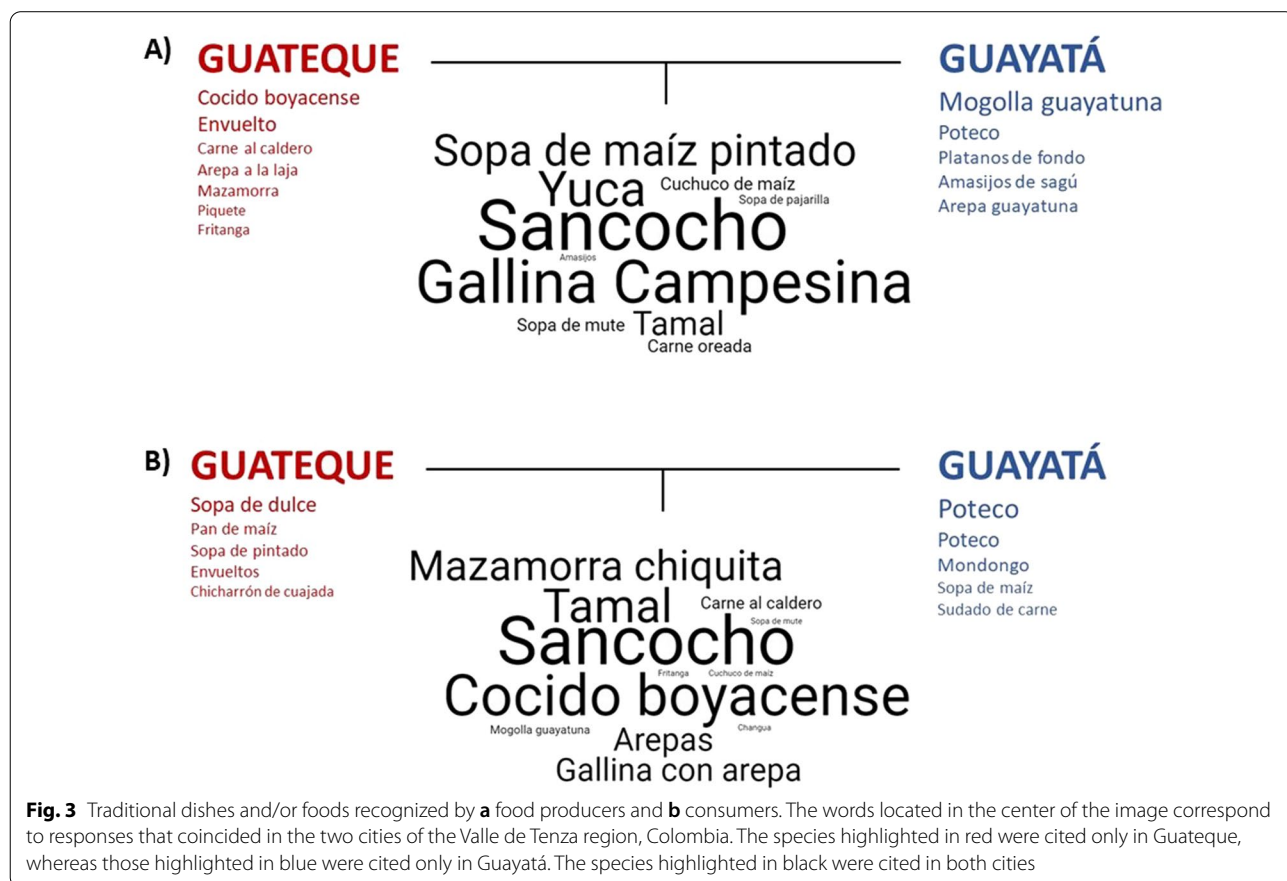 A)
GUATEQUE
Cocido boyacense
Envuelto
Carne al caldero
Arepa a la laja
Mazamorra
Piquete
Fritanga
Sopa de maíz pintado
Yuca
Cuchuco de maíz
Sopa de pajarilla
Sancocho
Amasijos
Gallina Campesina
Sopa de mute
Tamal
Carne oreada
GUAYATÁ
Mogolla guayatuna
Poteco
Platanos de fondo
Amasijos de sagú
Arepa guayatuna
B)
GUATEQUE
Sopa de dulce
Pan de maíz
Sopa de pintado
Envueltos
Chicharrón de cuajada
Mazamorra chiquita
Tamal
Carne al caldero
Sopa de mute
Sancocho
Fritanga
Cuchuco de maíz
Cocido boyacense
Mogolla guayatuna
Changua
Arepas
Gallina con arepa
GUAYATÁ
Poteco
Poteco
Mondongo
Sopa de maíz
Sudado de carne
Fig. 3 Traditional dishes and/or foods recognized by a food producers and b consumers. The words located in the center of the image correspond
to responses that coincided in the two cities of the Valle de Tenza region, Colombia. The species highlighted in red were cited only in Guateque,
whereas those highlighted in blue were cited only in Guayatá. The species highlighted in black were cited in both cities